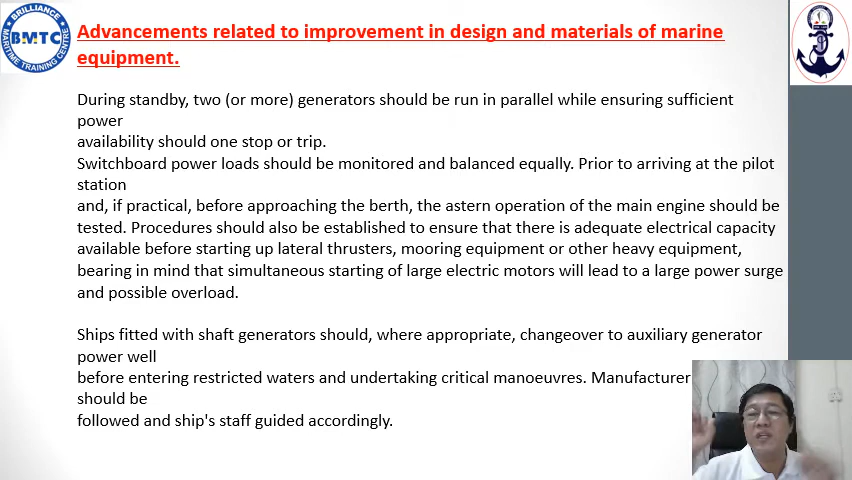 Advancements related to improvement in design and materials of marine
equipment.
During standby, two (or more) generators should be run in parallel while ensuring sufficient
power
availability should one stop or trip.
Switchboard power loads should be monitored and balanced equally. Prior to arriving at the pilot
station
and, if practical, before approaching the berth, the astern operation of the main engine should be
tested. Procedures should also be established to ensure that there is adequate electrical capacity
available before starting up lateral thrusters, mooring equipment or other heavy equipment,
bearing in mind that simultaneous starting of large electric motors will lead to a large power surge
and possible overload.
Ships fitted with shaft generators should, where appropriate, changeover to auxiliary generator
power well
before entering restricted waters and undertaking critical manoeuvres. Manufacturer
should be
followed and ship's staff guided accordingly.
BRILLIANCE
BMTC
MARITIME TRAINING CENTRE